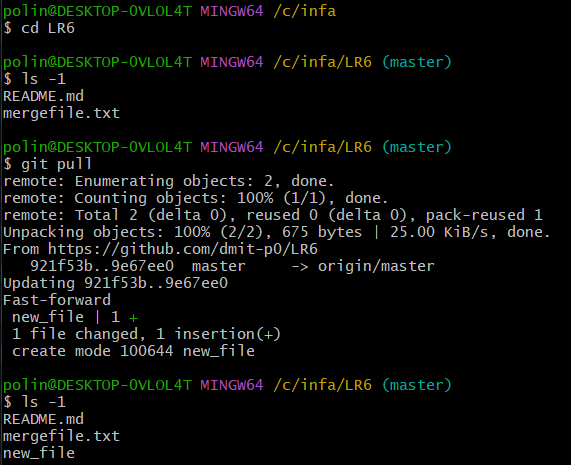 polin@DESKTOP-0VLOL4T MINGW64 /c/infa
$ cd LR6
polin@DESKTOP-0VLOL4T MINGW64 /c/infa/LR6 (master)
$ ls -1
README.md
mergefile.txt
polin@DESKTOP-0VLOL4T MINGW64 /c/infa/LR6 (master)
$ git pull
remote: Enumerating objects: 2, done.
remote: Counting objects: 100% (1/1), done.
remote: Total 2 (delta 0), reused 0 (delta 0), pack-reused 1
Unpacking objects: 100% (2/2), 675 bytes | 25.00 KiB/s, done.
From https://github.com/dmit-p0/LR6
   921f53b..9e67ee0  master     -> origin/master
Updating 921f53b..9e67ee0
Fast-forward
 new_file | 1 +
 1 file changed, 1 insertion(+)
 create mode 100644 new_file
polin@DESKTOP-0VLOL4T MINGW64 /c/infa/LR6 (master)
$ ls -1
README.md
mergefile.txt
new_file